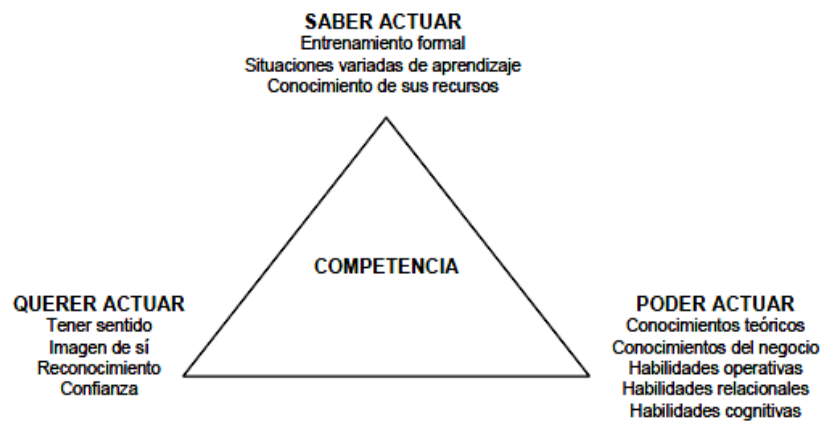 SABER ACTUAR
Entrenamiento formal
Situaciones variadas de aprendizaje
Conocimiento de sus recursos
COMPETENCIA
QUERER ACTUAR
Tener sentido
Imagen de sí
Reconocimiento
Confianza
PODER ACTUAR
Conocimientos teóricos
Conocimientos del negocio
Habilidades operativas
Habilidades relacionales
Habilidades cognitivas